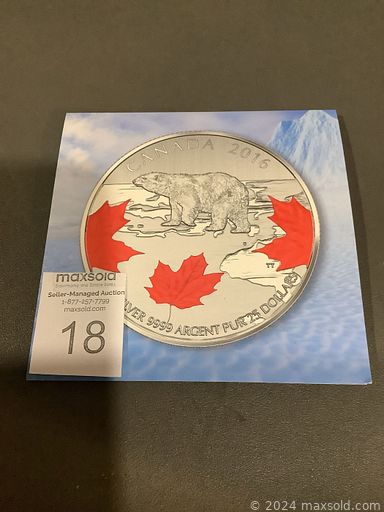 CANADA 2016
SILVER 9999 ARGENT PUR 25 DOLLARS
maxsold
Seller-Managed Auction
1-877-257-7799
maxsold.com
18
© 2024 maxsold.com